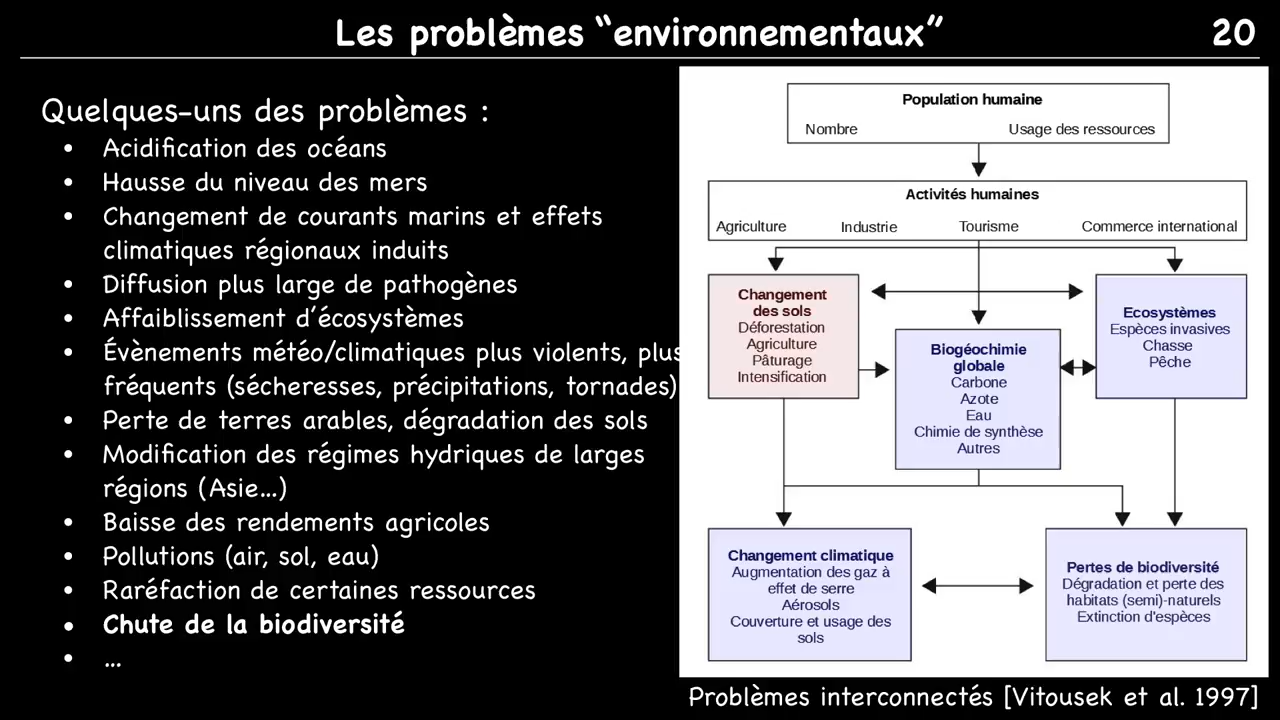 Les problèmes “environnementaux”
20
Quelques-uns des problèmes :
• Acidification des océans
• Hausse du niveau des mers
• Changement de courants marins et effets
climatiques régionaux induits
• Diffusion plus large de pathogènes
• Affaiblissement d’écosystèmes
• Évènements météo/climatiques plus violents, plus
fréquents (sécheresses, précipitations, tornades)
• Perte de terres arables, dégradation des sols
• Modification des régimes hydriques de larges
régions (Asie...)
• Baisse des rendements agricoles
• Pollutions (air, sol, eau)
• Raréfaction de certaines ressources
• Chute de la biodiversité
• ...
Population humaine
Nombre Usage des ressources
Activités humaines
Agriculture Industrie Tourisme Commerce international
Changement
des sols
Déforestation
Agriculture
Pâturage
Intensification
Biogéochimie
globale
Carbone
Azote
Eau
Chimie de synthèse
Autres
Ecosystèmes
Espèces invasives
Chasse
Pêche
Changement climatique
Augmentation des gaz à
effet de serre
Aérosols
Couverture et usage des
sols
Pertes de biodiversité
Dégradation et perte des
habitats (semi)-naturels
Extinction d'espèces
Problèmes interconnectés [Vitousek et al. 1997]